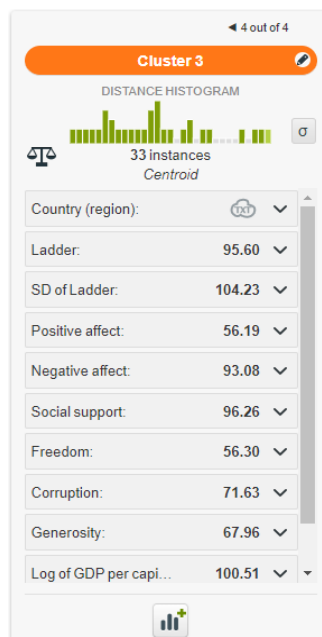 ◄ 4 out of 4
Cluster 3
DISTANCE HISTOGRAM
σ
33 instances
Centroid
Country (region): TXT
Ladder: 95.60
SD of Ladder: 104.23
Positive affect: 56.19
Negative affect: 93.08
Social support: 96.26
Freedom: 56.30
Corruption: 71.63
Generosity: 67.96
Log of GDP per capi... 100.51